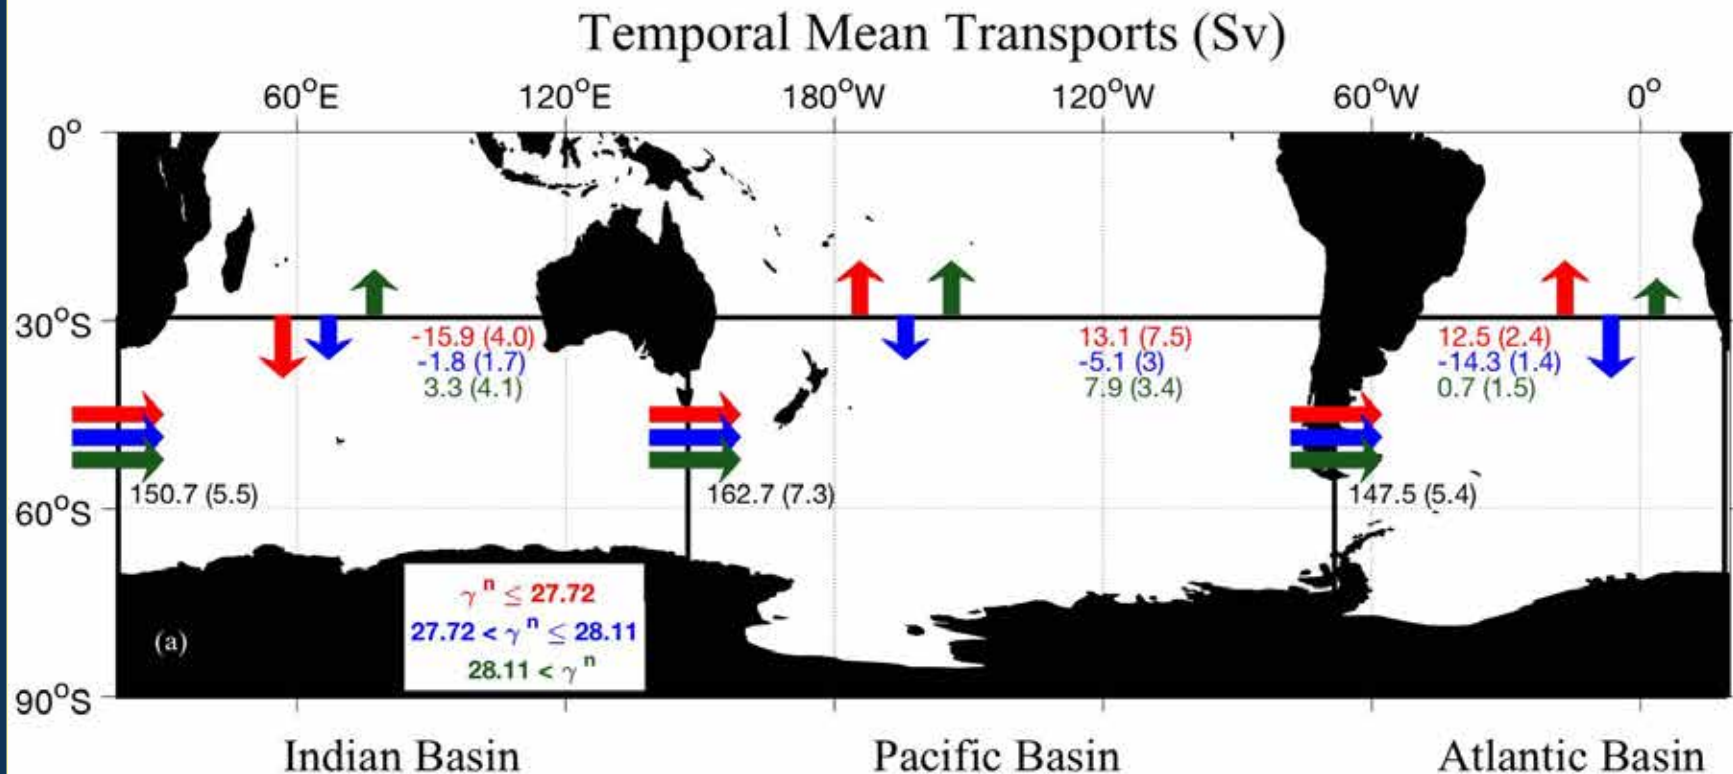 Temporal Mean Transports (Sv)
60°E 120°E 180°W 120°W 60°W 0°
0°
30°S
-15.9 (4.0) 13.1 (7.5) 12.5 (2.4)
-1.8 (1.7) -5.1 (3) -14.3 (1.4)
3.3 (4.1) 7.9 (3.4) 0.7 (1.5)
150.7 (5.5) 162.7 (7.3) 147.5 (5.4)
60°S
γⁿ ≤ 27.72
27.72 < γⁿ ≤ 28.11
28.11 < γⁿ
(a)
90°S
Indian Basin Pacific Basin Atlantic Basin